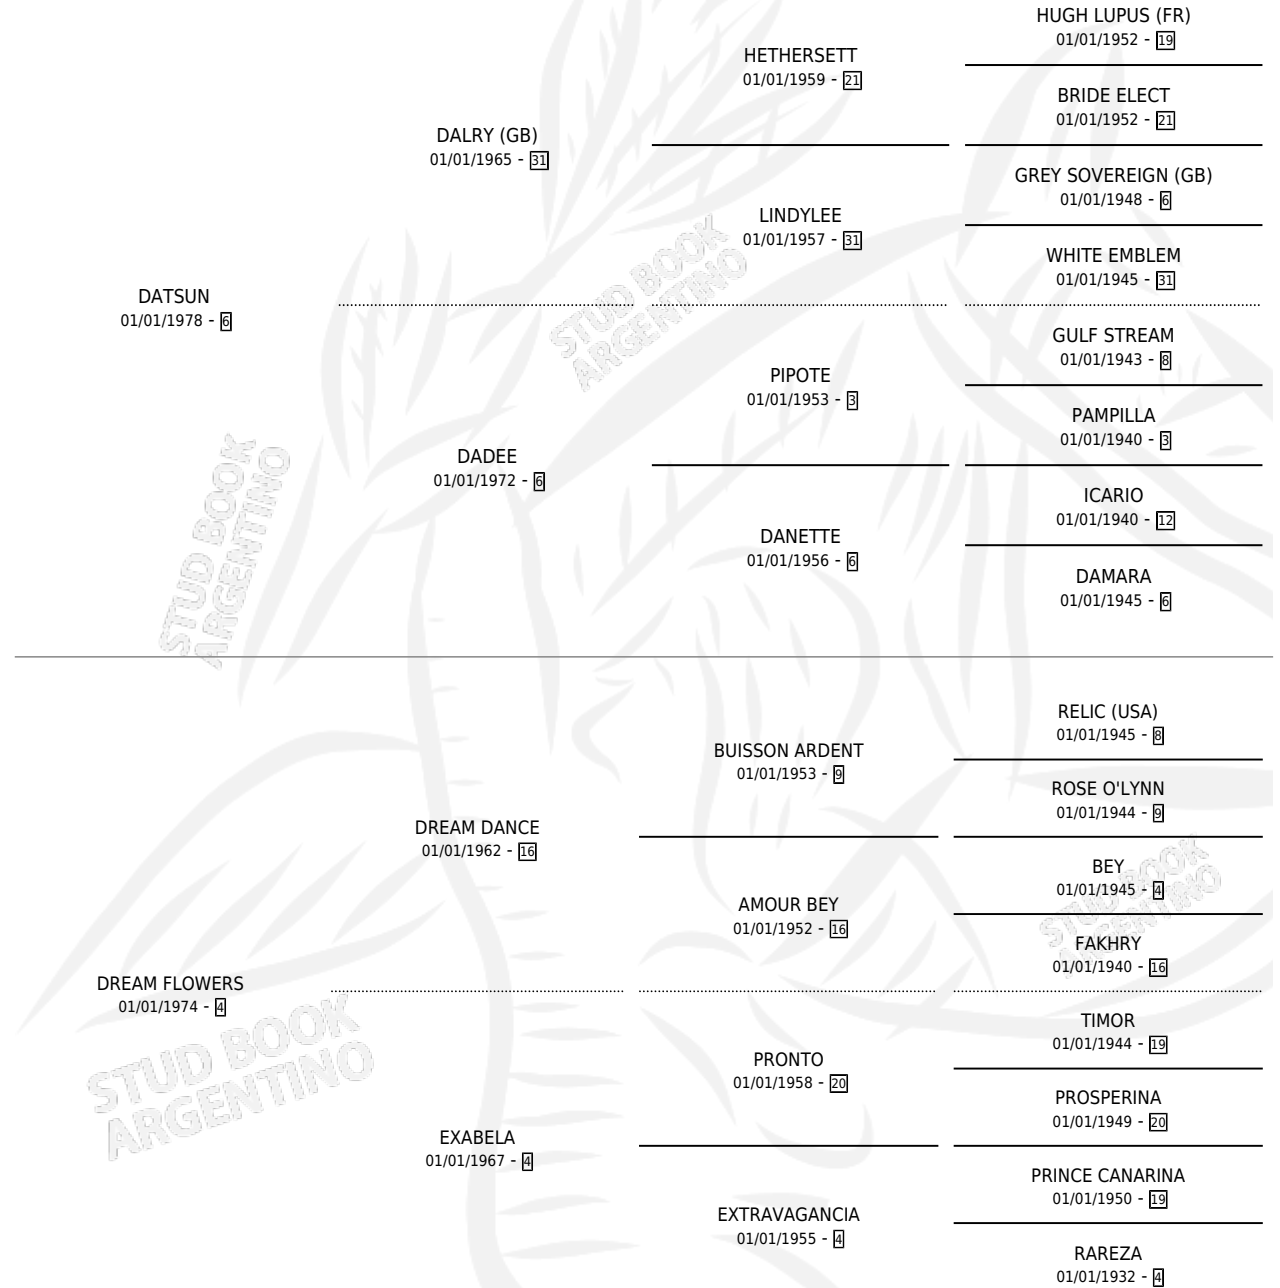 HUGH LUPUS (FR)
01/01/1952 - 19
HETHERSETT
01/01/1959 - 21
BRIDE ELECT
01/01/1952 - 21
DALRY (GB)
01/01/1965 - 31
GREY SOVEREIGN (GB)
01/01/1948 - 6
LINDYLEE
01/01/1957 - 31
WHITE EMBLEM
01/01/1945 - 31
DATSUN
01/01/1978 - 6
GULF STREAM
01/01/1943 - 8
PIPOTE
01/01/1953 - 3
PAMPILLA
01/01/1940 - 3
DADEE
01/01/1972 - 6
ICARIO
01/01/1940 - 12
DANETTE
01/01/1956 - 6
DAMARA
01/01/1945 - 6
STUD BOOK
ARGENTINO
STUD BOOK
ARGENTINO
RELIC (USA)
01/01/1945 - 8
BUISSON ARDENT
01/01/1953 - 9
ROSE O'LYNN
01/01/1944 - 9
DREAM DANCE
01/01/1962 - 16
BEY
01/01/1945 - 4
AMOUR BEY
01/01/1952 - 16
FAKHRY
01/01/1940 - 16
STUD BOOK
ARGENTINO
DREAM FLOWERS
01/01/1974 - 4
TIMOR
01/01/1944 - 19
PRONTO
01/01/1958 - 20
PROSPERINA
01/01/1949 - 20
EXABELA
01/01/1967 - 4
PRINCE CANARINA
01/01/1950 - 19
EXTRAVAGANCIA
01/01/1955 - 4
RAREZA
01/01/1932 - 4
STUD BOOK
ARGENTINO